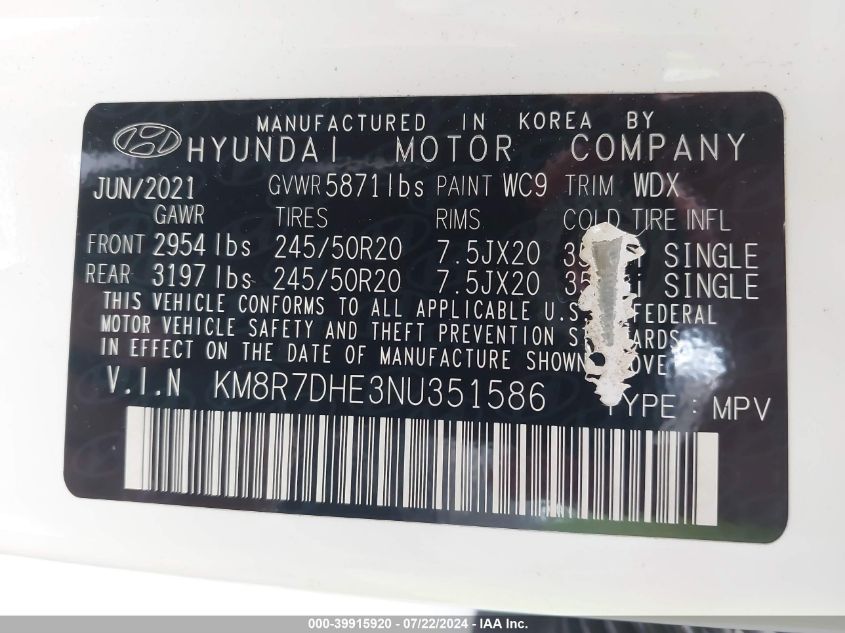 MANUFACTURED IN KOREA BY
HYUNDAI MOTOR COMPANY
JUN/2021 GVWR 5871 lbs PAINT WC9 TRIM WDX
GAWR TIRES RIMS COLD TIRE INFL
FRONT 2954 lbs 245/50R20 7.5JX20 SINGLE
REAR 3197 lbs 245/50R20 7.5JX20 SINGLE
THIS VEHICLE CONFORMS TO ALL APPLICABLE FEDERAL
MOTOR VEHICLE SAFETY AND THEFT PREVENTION
IN EFFECT ON THE DATE OF MANUFACTURE SHOWN
V.I.N KM8R7DHE3NU351586 TYPE : MPV
000-39915920 / 07/22/2024 - IAA Inc.